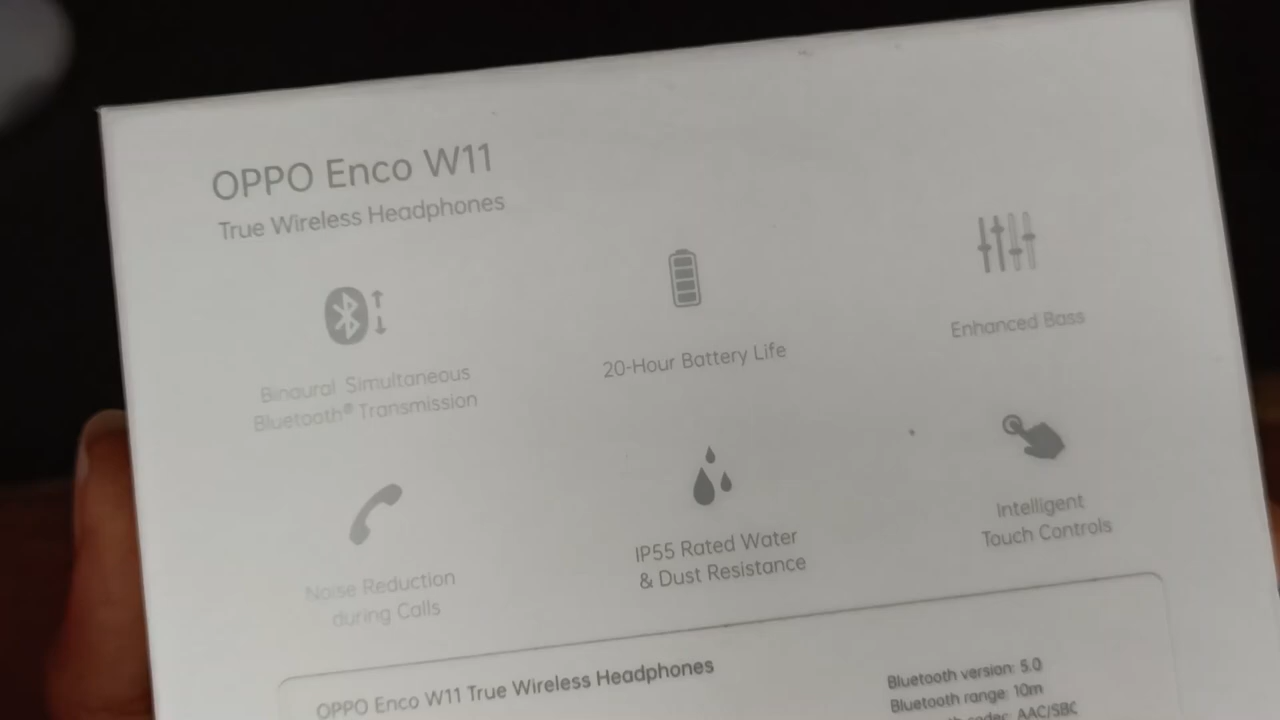 OPPO Enco W11
True Wireless Headphones
Binaural Simultaneous
Bluetooth® Transmission
20-Hour Battery Life
Enhanced Bass
Noise Reduction
during Calls
IP55 Rated Water
& Dust Resistance
Intelligent
Touch Controls
OPPO Enco W11 True Wireless Headphones
Bluetooth version: 5.0
Bluetooth range: 10m
AAC/SBC